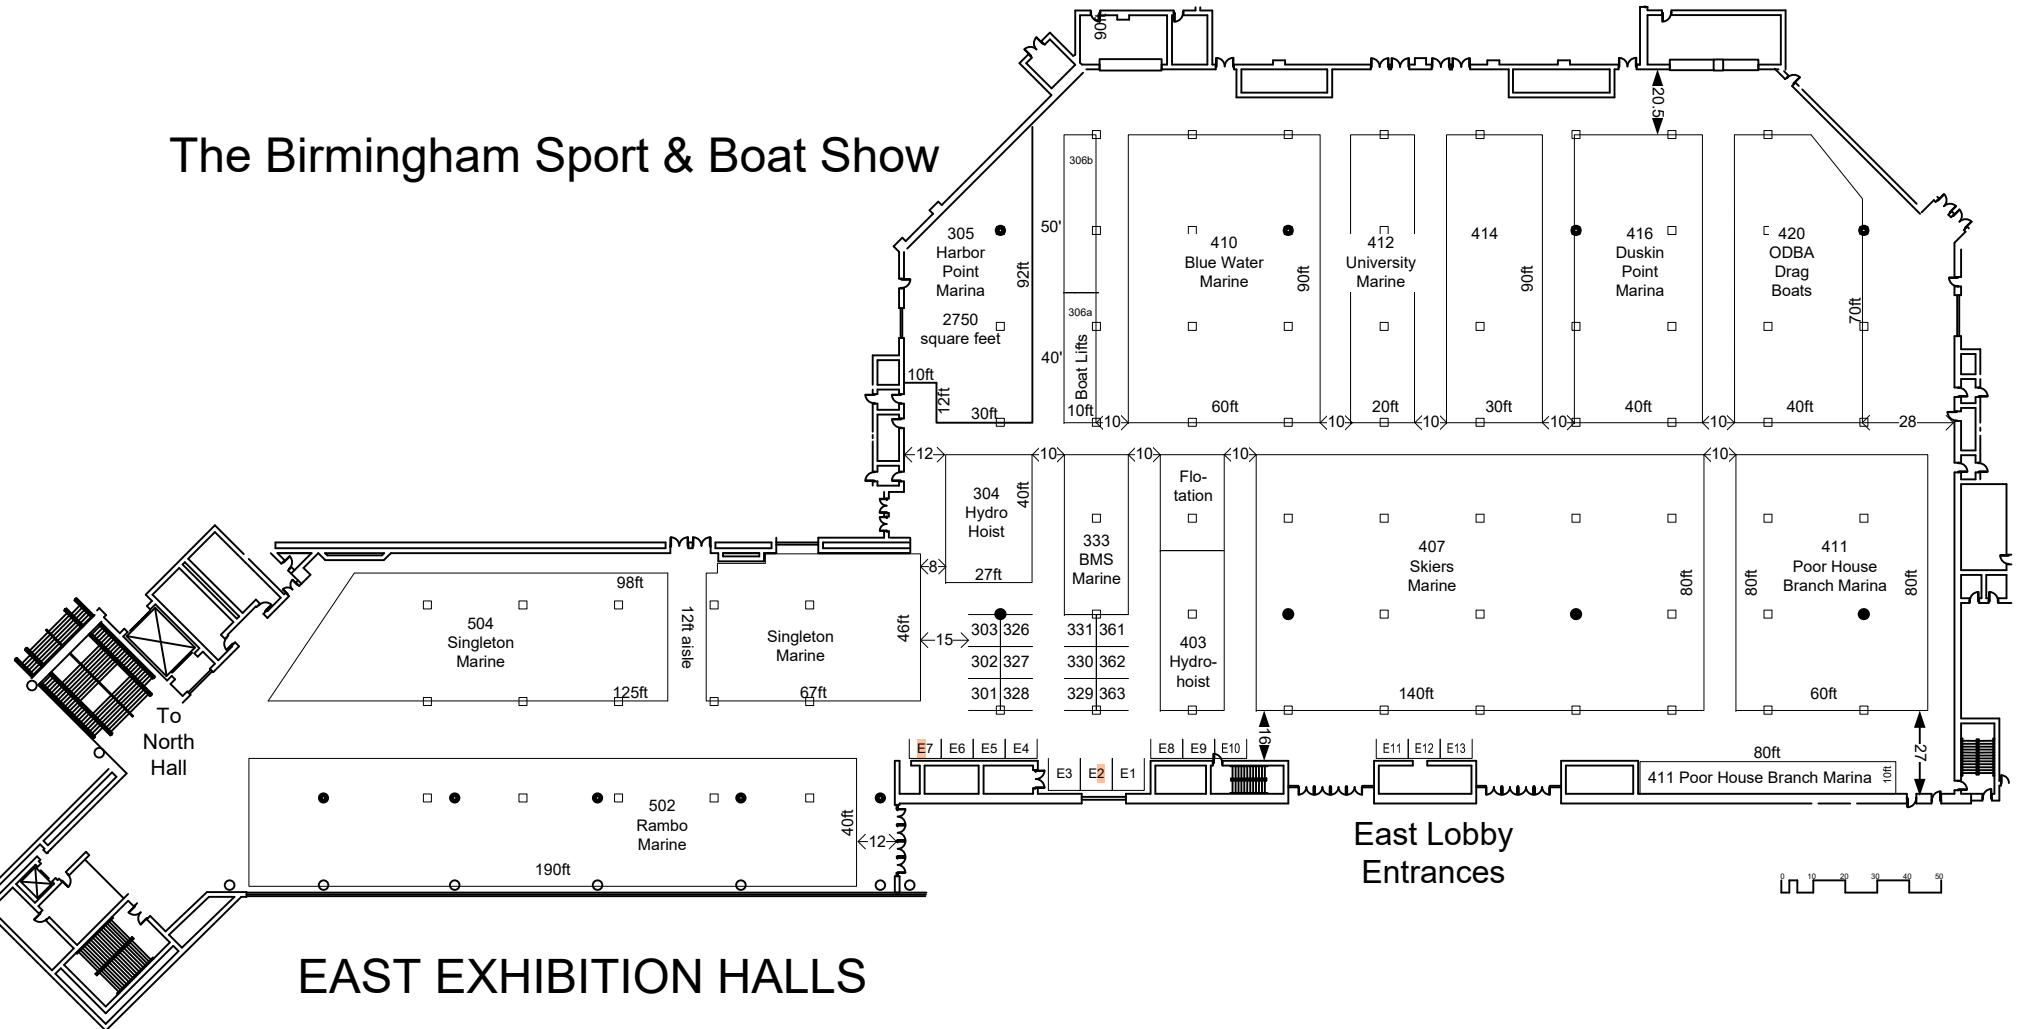 906
20.5
The Birmingham Sport & Boat Show
306b
50'
305
Harbor
Point
Marina
92ft
2750
square feet
306a
40'
Boat Lifts
10ft
12ft
30ft
10ft
410
Blue Water
Marine
90ft
60ft
412
University
Marine
20ft
414
90ft
30ft
416
Duskin
Point
Marina
40ft
420
ODBA
Drag
Boats
70ft
40ft
10
10
10
10
10
28
12
10
10
10
10
304
Hydro
Hoist
40ft
27ft
8
333
BMS
Marine
Flo-
tation
403
Hydro-
hoist
407
Skiers
Marine
80ft
140ft
411
Poor House
Branch Marina
80ft
80ft
60ft
98ft
504
Singleton
Marine
125ft
12ft aisle
Singleton
Marine
46ft
67ft
15
303 326
302 327
301 328
331 361
330 362
329 363
To
North
Hall
E7 E6 E5 E4
E3 E2 E1
E8 E9 E10
16
E11 E12 E13
80ft
411 Poor House Branch Marina
10ft
27
502
Rambo
Marine
40ft
12
190ft
East Lobby
Entrances
0 10 20 30 40 50
EAST EXHIBITION HALLS